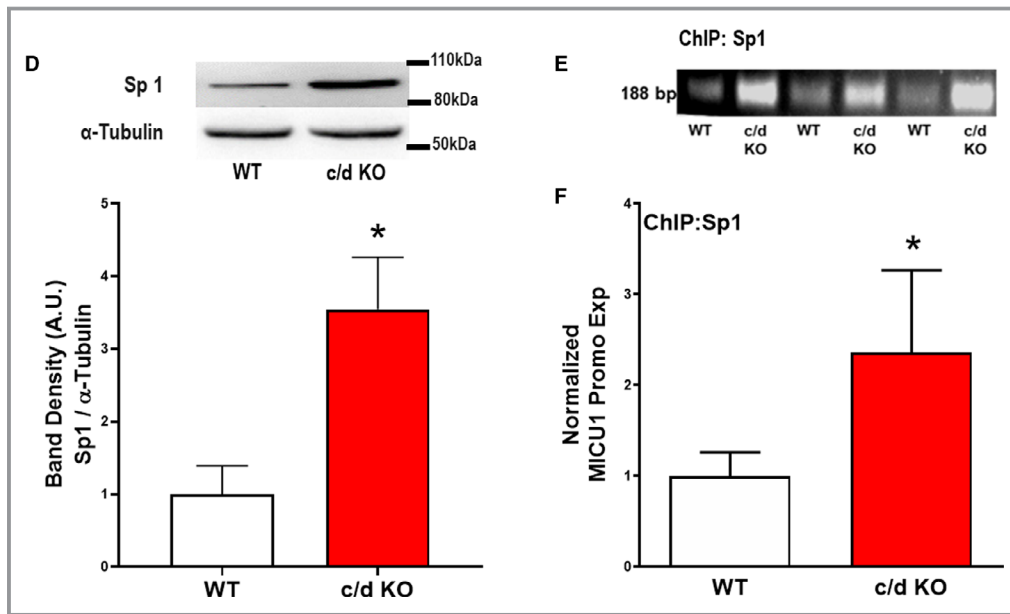 D
Sp 1
110kDa
80kDa
α-Tubulin
50kDa
WT c/d KO
Band Density (A.U.)
Sp1 / α-Tubulin
5
4
3
2
1
0
*
WT c/d KO
E
ChIP: Sp1
188 bp
WT c/d KO WT c/d KO WT c/d KO
F
ChIP:Sp1
Normalized
MICU1 Promo Exp
4
3
2
1
0
*
WT c/d KO